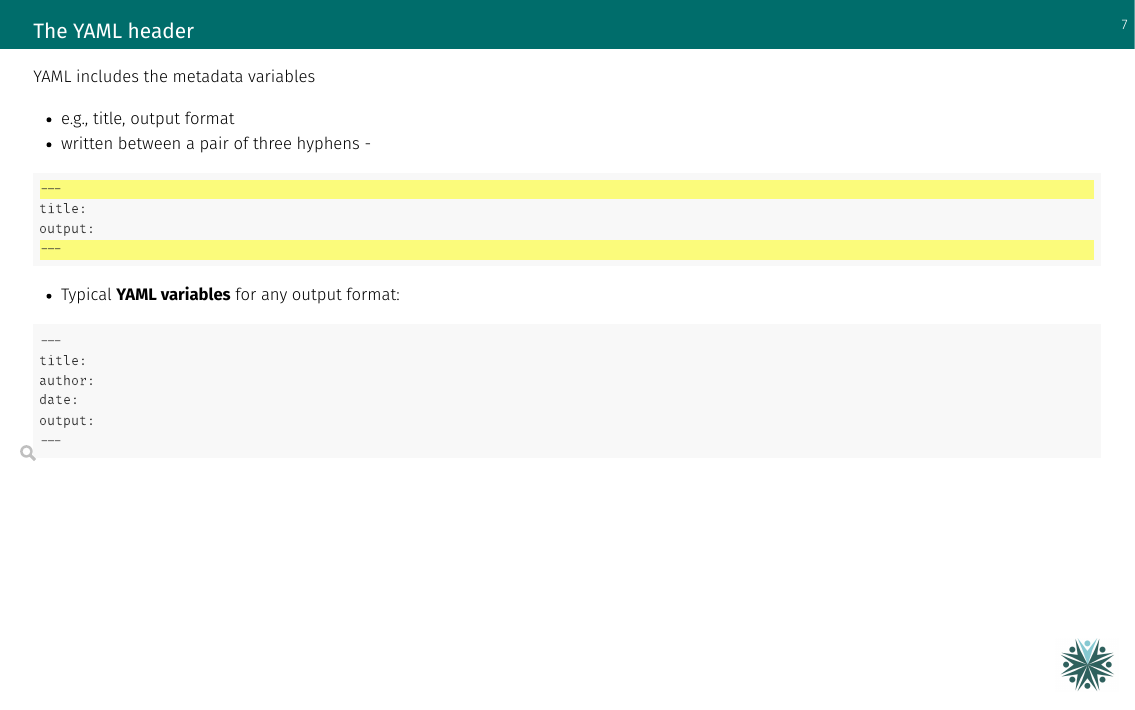 The YAML header
7
YAML includes the metadada variables
• e.g., title, output format
• written between a pair of three hyphens -
---
title:
output:
---
• Typical YAML variables for any output format:
---
title:
author:
date:
output:
---